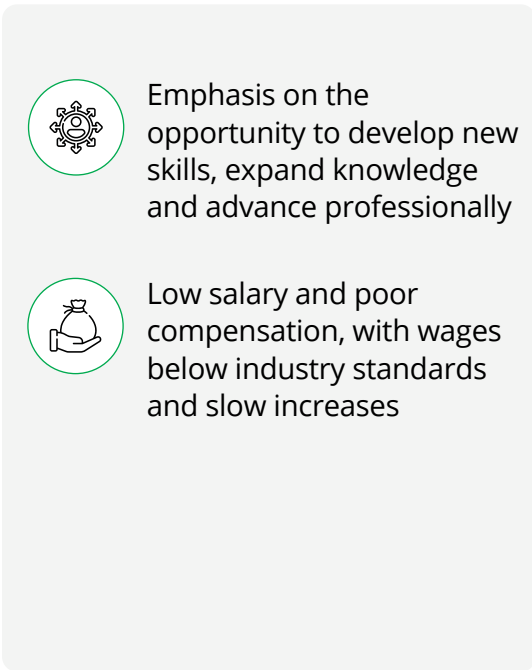 Emphasis on the
opportunity to develop new
skills, expand knowledge
and advance professionally
Low salary and poor
compensation, with wages
below industry standards
and slow increases